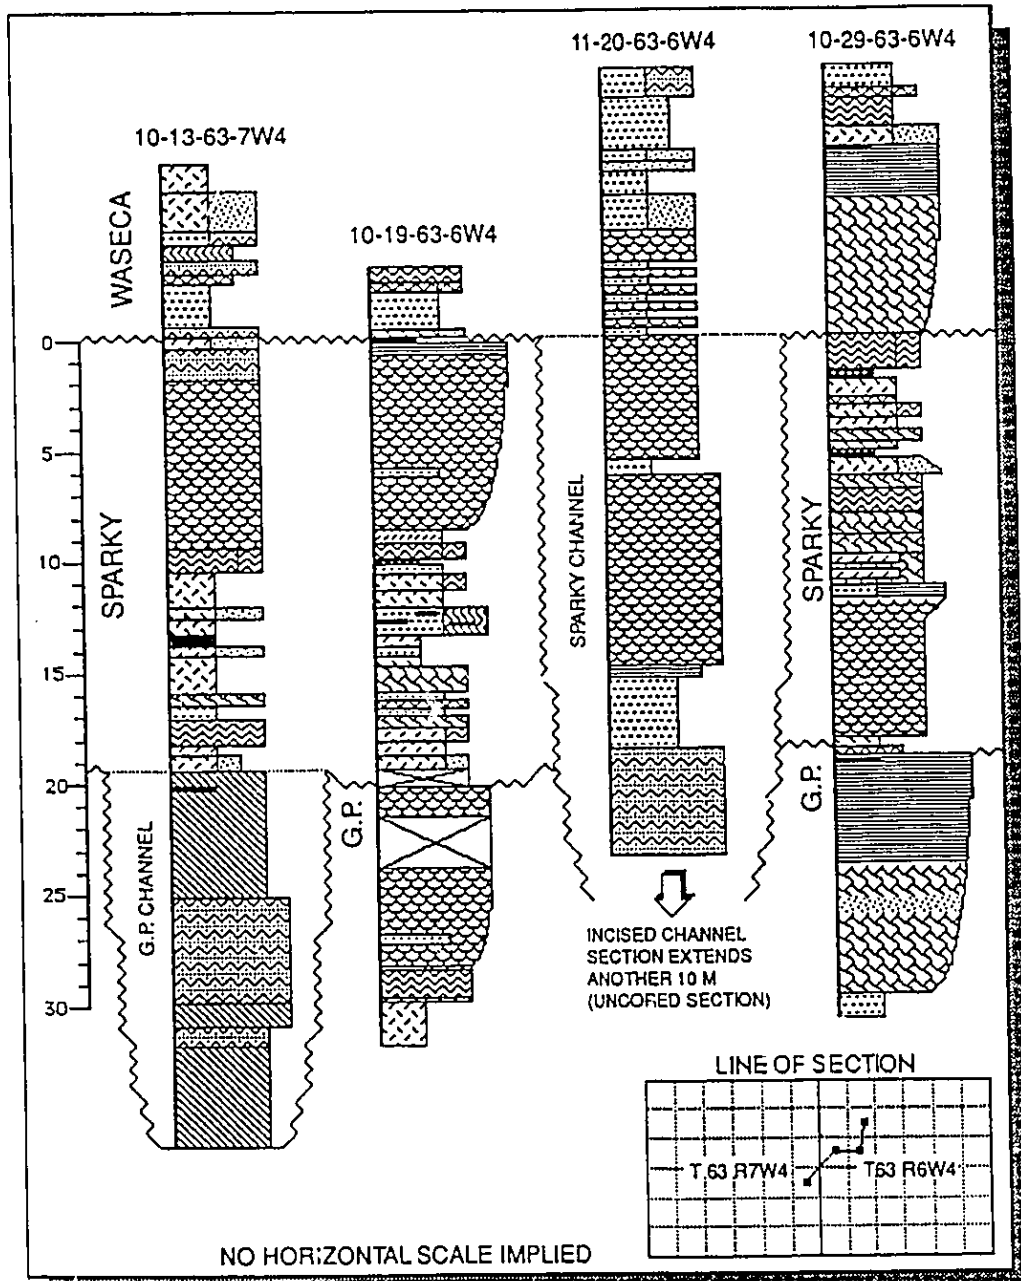 11-20-63-6W4
10-29-63-6W4
10-13-63-7W4
10-19-63-6W4
WASECA
0
5
10
15
20
25
30
SPARKY
SPARKY CHANNEL
SPARKY
G.P. CHANNEL
G.P.
G.P.
INCISED CHANNEL
SECTION EXTENDS
ANOTHER 10 M
(UNCORED SECTION)
LINE OF SECTION
T.63 R7W4
T63 R6W4
NO HORIZONTAL SCALE IMPLIED